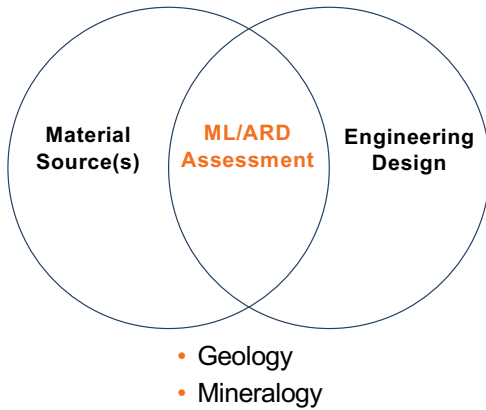 Material
Source(s)
ML/ARD
Assessment
Engineering
Design
• Geology
• Mineralogy